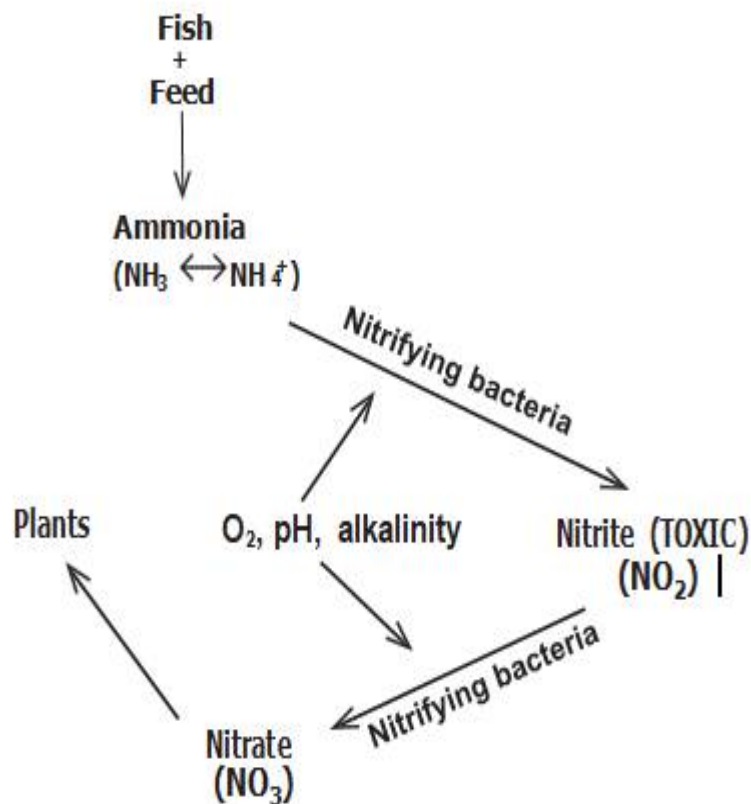 Fish
+
Feed
Ammonia
(NH₃ ↔ NH₄⁺)
Nitrifying bacteria
Plants
O₂, pH, alkalinity
Nitrite (TOXIC)
(NO₂)
Nitrifying bacteria
Nitrate
(NO₃)